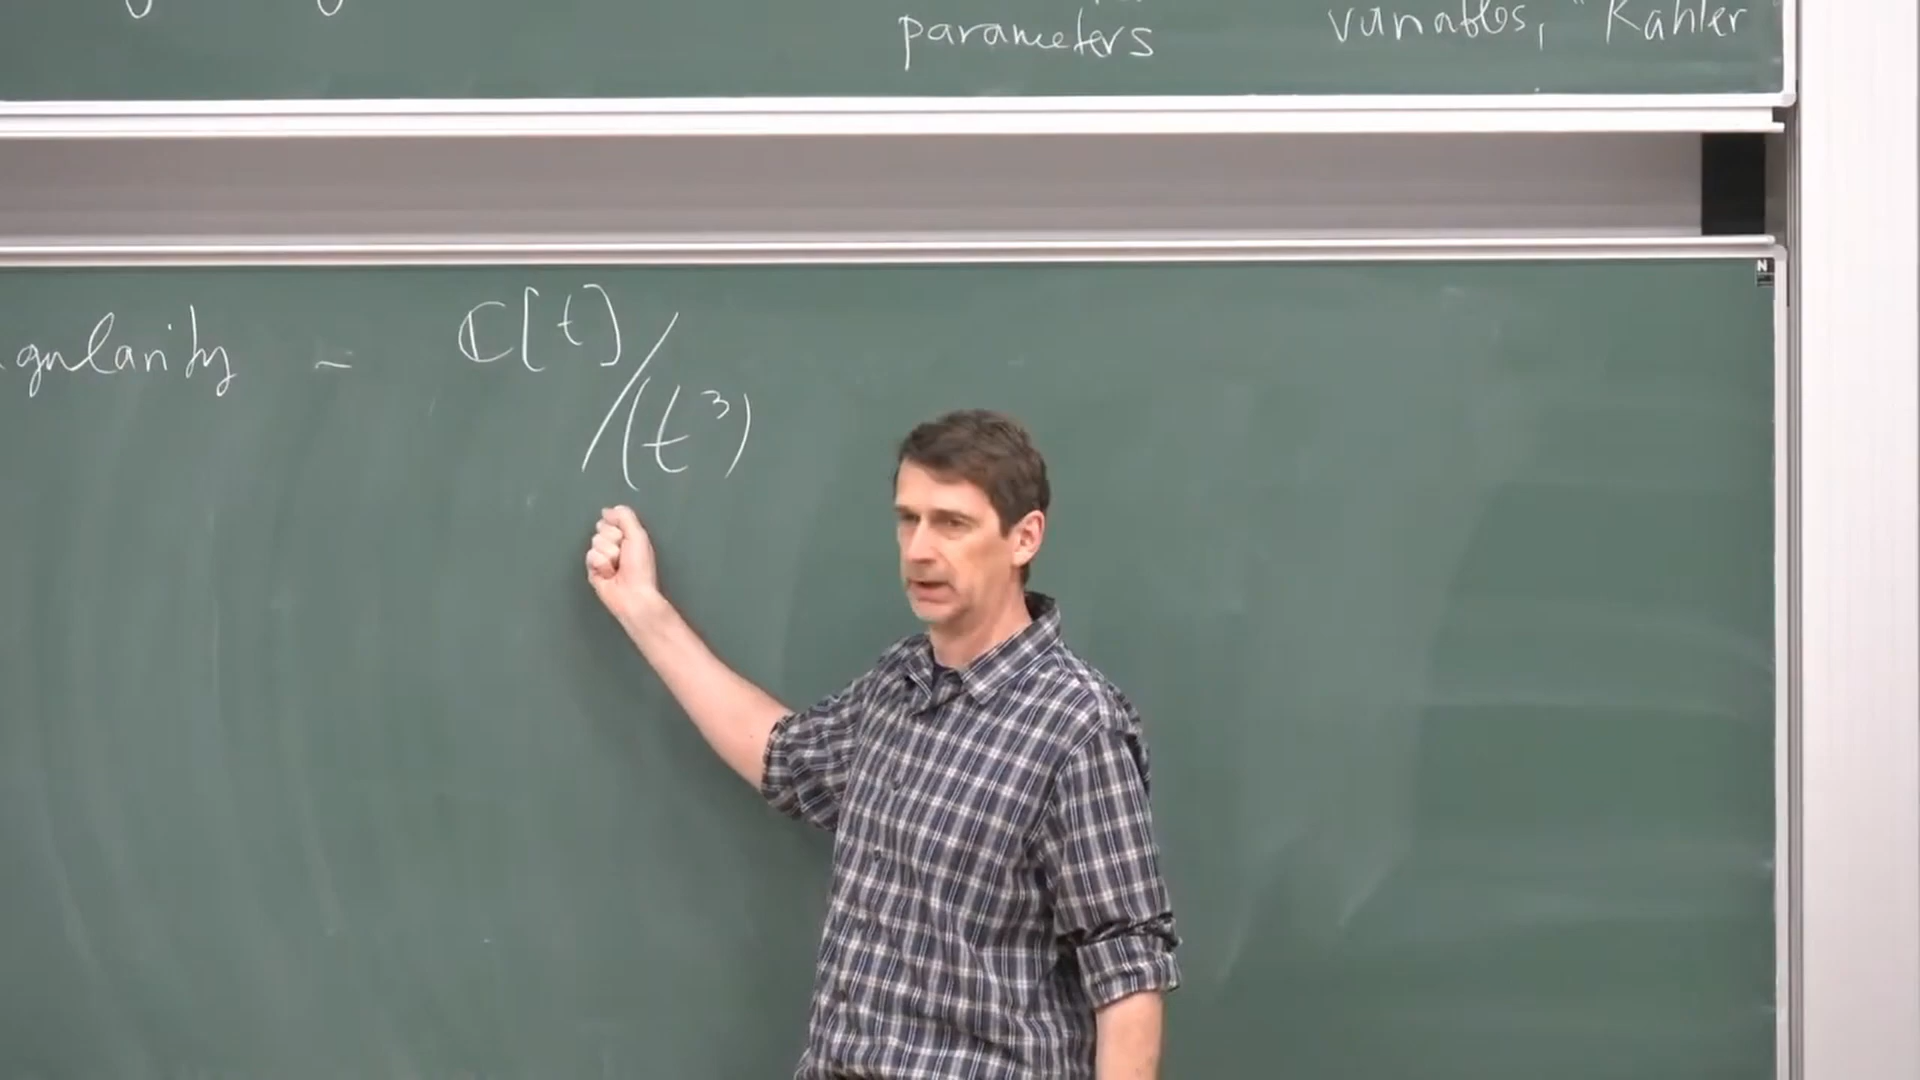 parameters
variables, "Kähler
gularity - ℂ[t]/(t³)
N